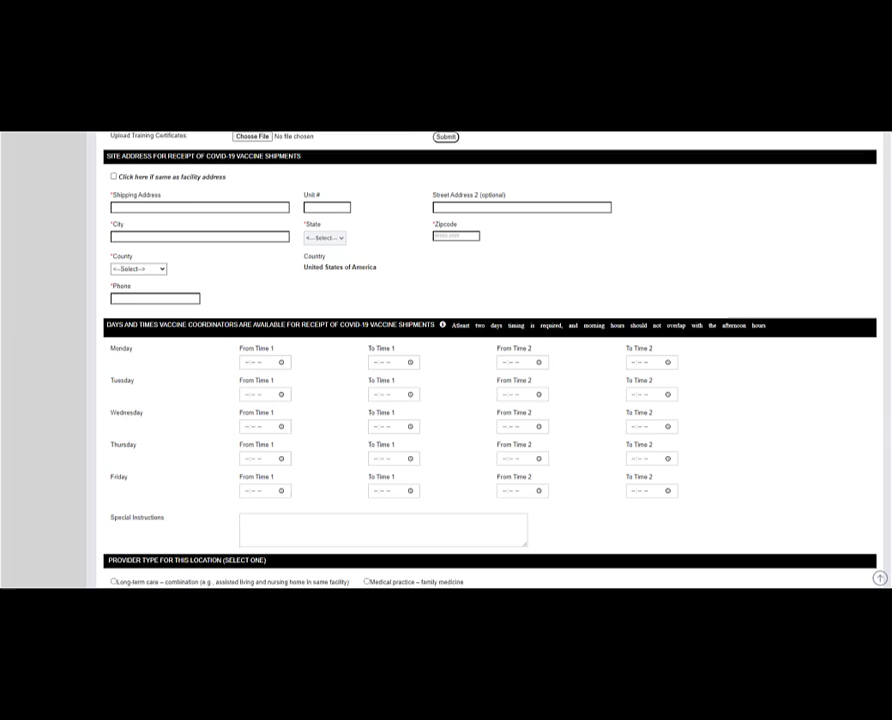 Upload Training Certificates Choose File No file chosen Submit
SITE ADDRESS FOR RECEIPT OF COVID-19 VACCINE SHIPMENTS
Click here if same as facility address
*Shipping Address Unit # Street Address 2 (optional)
*City *State *Zipcode
<--Select-- 
*County Country
<--Select--> United States of America
*Phone
DAYS AND TIMES VACCINE COORDINATORS ARE AVAILABLE FOR RECEIPT OF COVID-19 VACCINE SHIPMENTS Atleast two days timing is required, and morning hours should not overlap with the afternoon hours
Monday From Time 1 To Time 1 From Time 2 To Time 2
--:-- -- --:-- -- --:-- -- --:-- --
Tuesday From Time 1 To Time 1 From Time 2 To Time 2
--:-- -- --:-- -- --:-- -- --:-- --
Wednesday From Time 1 To Time 1 From Time 2 To Time 2
--:-- -- --:-- -- --:-- -- --:-- --
Thursday From Time 1 To Time 1 From Time 2 To Time 2
--:-- -- --:-- -- --:-- -- --:-- --
Friday From Time 1 To Time 1 From Time 2 To Time 2
--:-- -- --:-- -- --:-- -- --:-- --
Special Instructions
PROVIDER TYPE FOR THIS LOCATION (SELECT ONE)
Long-term care – combination (e.g., assisted living and nursing home in same facility) Medical practice – family medicine